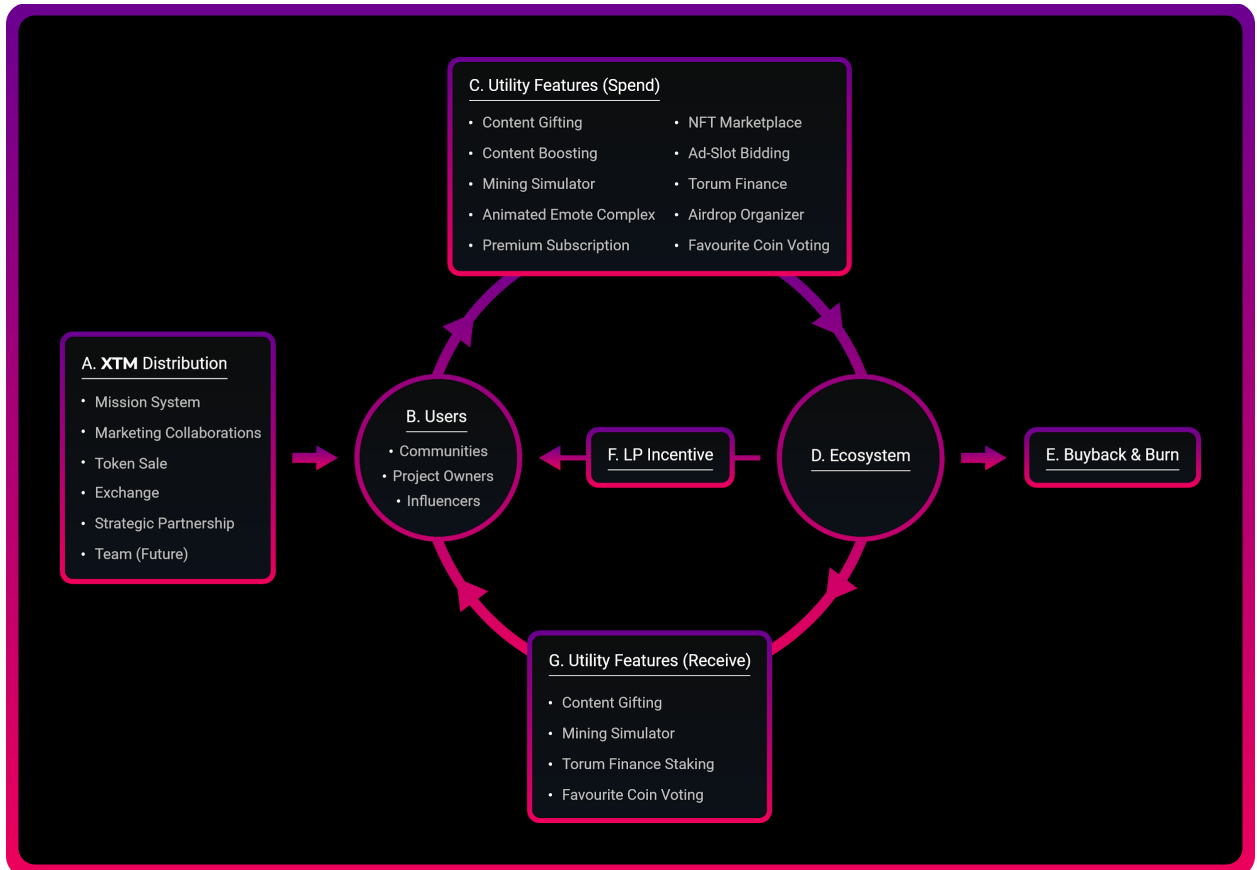 C. Utility Features (Spend)
• Content Gifting
• Content Boosting
• Mining Simulator
• Animated Emote Complex
• Premium Subscription
• NFT Marketplace
• Ad-Slot Bidding
• Torum Finance
• Airdrop Organizer
• Favourite Coin Voting
A. XTM Distribution
• Mission System
• Marketing Collaborations
• Token Sale
• Exchange
• Strategic Partnership
• Team (Future)
B. Users
• Communities
• Project Owners
• Influencers
F. LP Incentive
D. Ecosystem
E. Buyback & Burn
G. Utility Features (Receive)
• Content Gifting
• Mining Simulator
• Torum Finance Staking
• Favourite Coin Voting